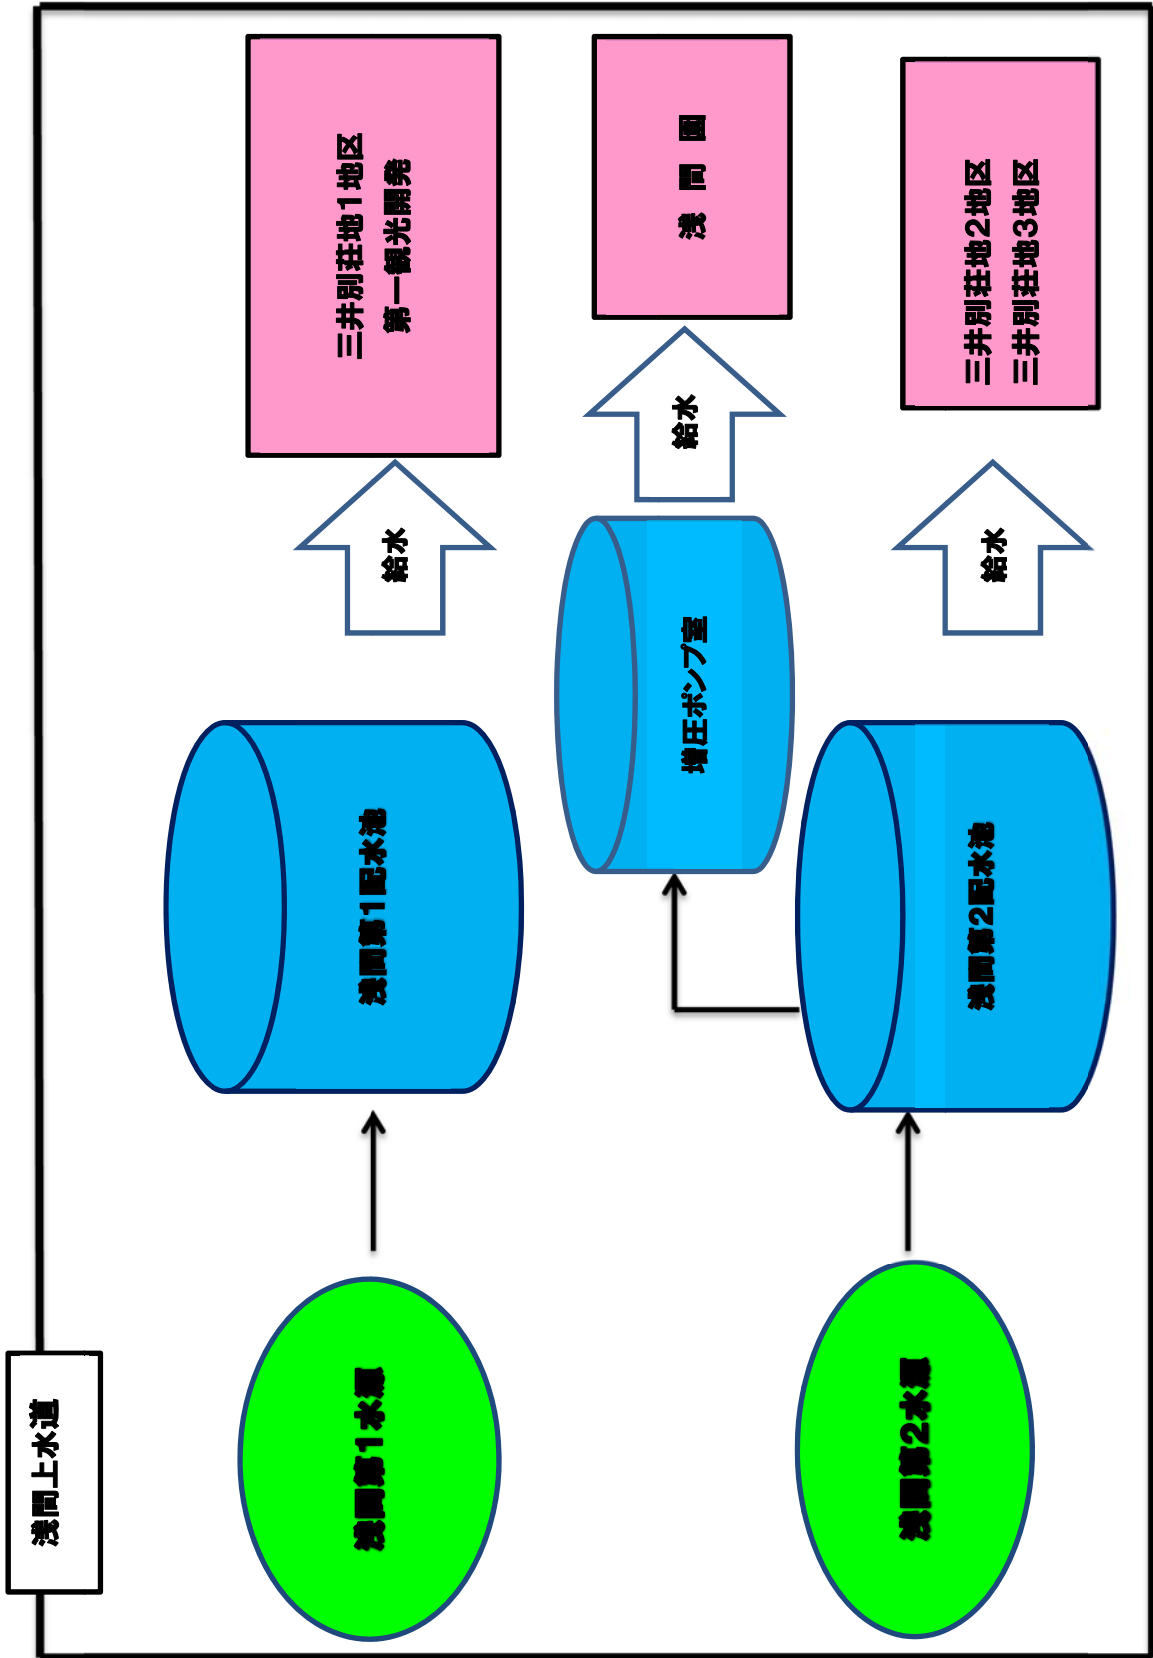 浅間上水道
浅間第1水源
浅間第1配水池
給水
三井別荘地1地区
第一観光開発
増圧ポンプ室
給水
浅間園
浅間第2水源
浅間第2配水池
給水
三井別荘地2地区
三井別荘地3地区